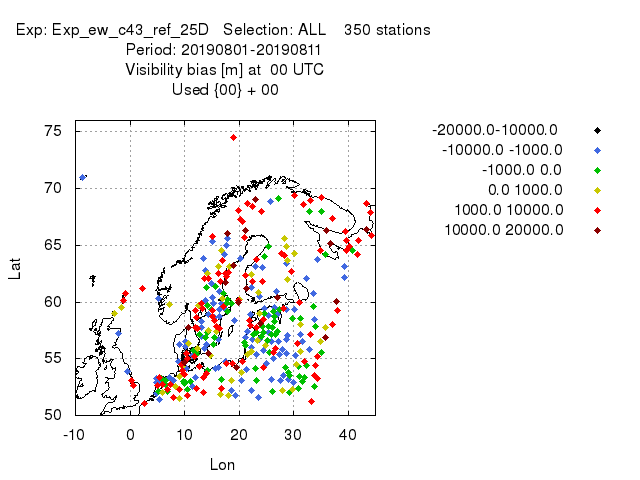 Exp: Exp_ew_c43_ref_25D Selection: ALL 350 stations
Period: 20190801-20190811
Visibility bias [m] at 00 UTC
Used {00} + 00
-20000.0-10000.0
-10000.0 -1000.0
-1000.0 0.0
0.0 1000.0
1000.0 10000.0
10000.0 20000.0
75
70
65
60
55
50
Lat
-10 0 10 20 30 40
Lon